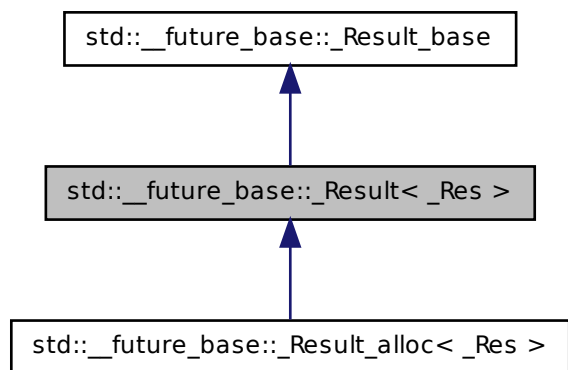 std::__future_base::_Result_base
std::__future_base::_Result< _Res >
std::__future_base::_Result_alloc< _Res >